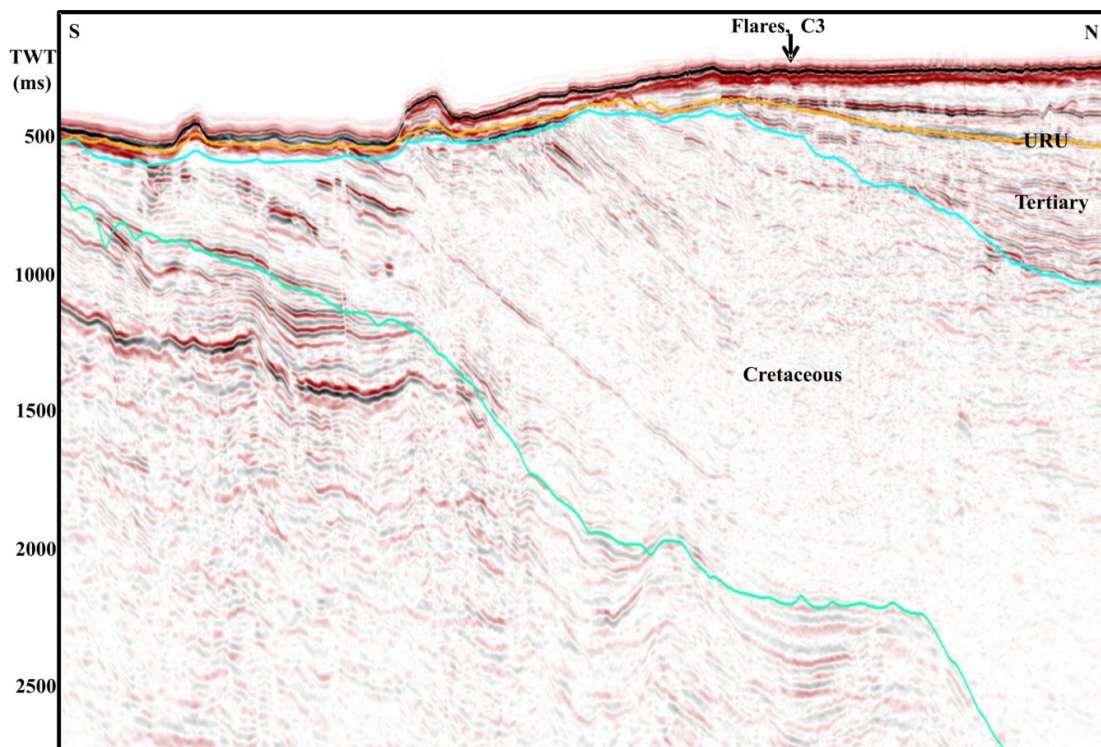 S
Flares, C3
N
TWT
(ms)
500
URU
Tertiary
1000
Cretaceous
1500
2000
2500